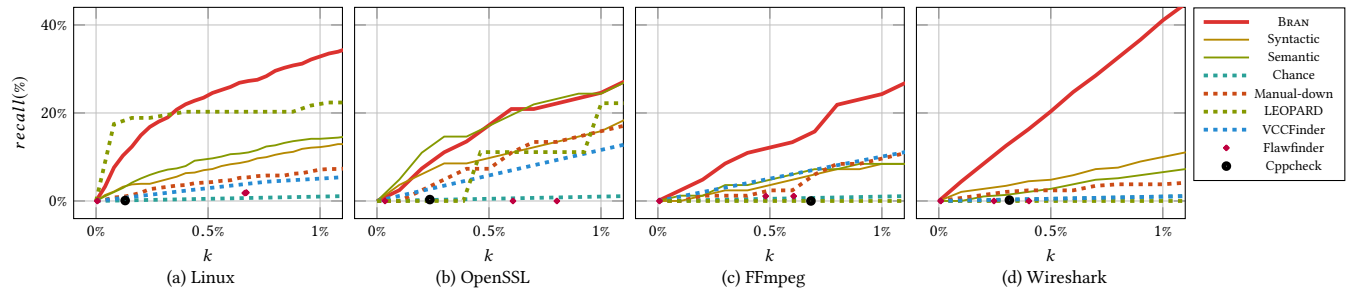 40%
20%
0%
recall(%)
0%
0.5%
1%
k
(a) Linux
0%
0.5%
1%
k
(b) OpenSSL
0%
0.5%
1%
k
(c) FFmpeg
0%
0.5%
1%
k
(d) Wireshark
BRAN
Syntactic
Semantic
Chance
Manual-down
LEOPARD
VCCFinder
Flawfinder
Cppcheck